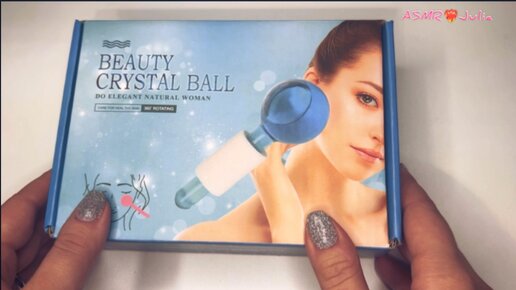 ASMR❤️Julia
BEAUTY
CRYSTAL BALL
DO ELEGANT NATURAL WOMAN
360° ROTATING